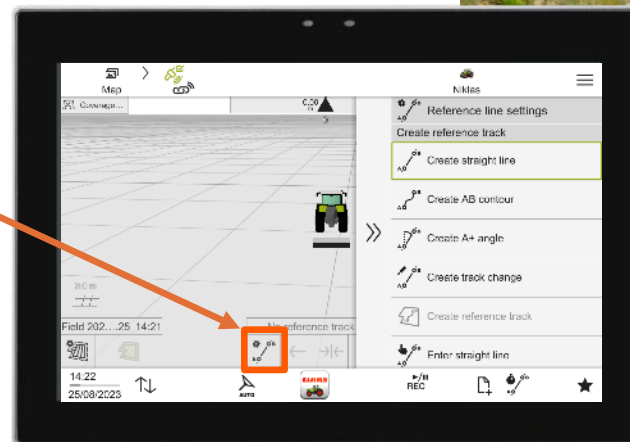 Map
Niklas
Coverage...
0,00
Reference line settings
Create reference track
Create straight line
Create AB contour
Create A+ angle
Create track change
Create reference track
Field 202....25 14:21
No reference track
Enter straight line
14:22
25/08/2023
AUTO
REC